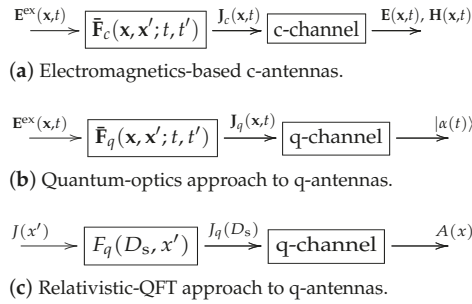 E^ex(x,t) F̄_c(x, x′; t, t′) J_c(x,t) c-channel E(x,t), H(x,t)
(a) Electromagnetics-based c-antennas.
E^ex(x,t) F̄_q(x, x′; t, t′) J_q(x,t) q-channel |α(t)⟩
(b) Quantum-optics approach to q-antennas.
J(x′) F_q(D_s, x′) J_q(D_s) q-channel A(x)
(c) Relativistic-QFT approach to q-antennas.